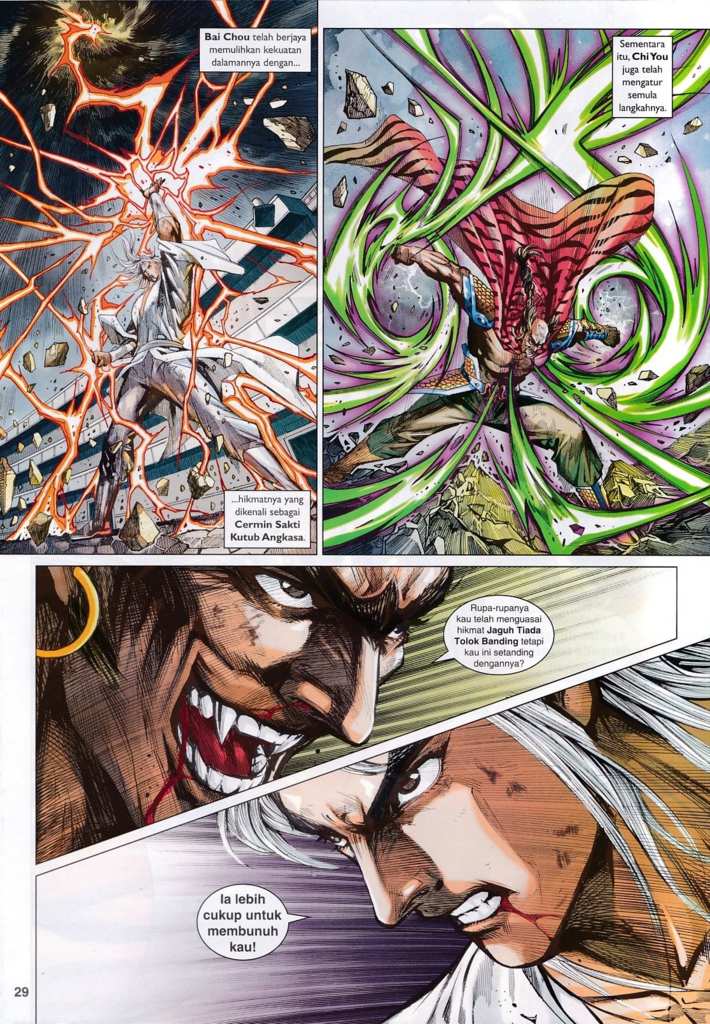 Bai Chou telah berjaya
memulihkan kekuatan
dalamannya dengan...
...hikmatnya yang
dikenali sebagai
Cermin Sakti
Kutub Angkasa.
Sementara
itu, Chi You
juga telah
mengatur
semula
langkahnya.
Rupa-rupanya
kau telah menguasai
hikmat Jaguh Tiada
Tolok Banding tetapi
kau ini setanding
dengannya?
Ia lebih
cukup untuk
membunuh
kau!
29